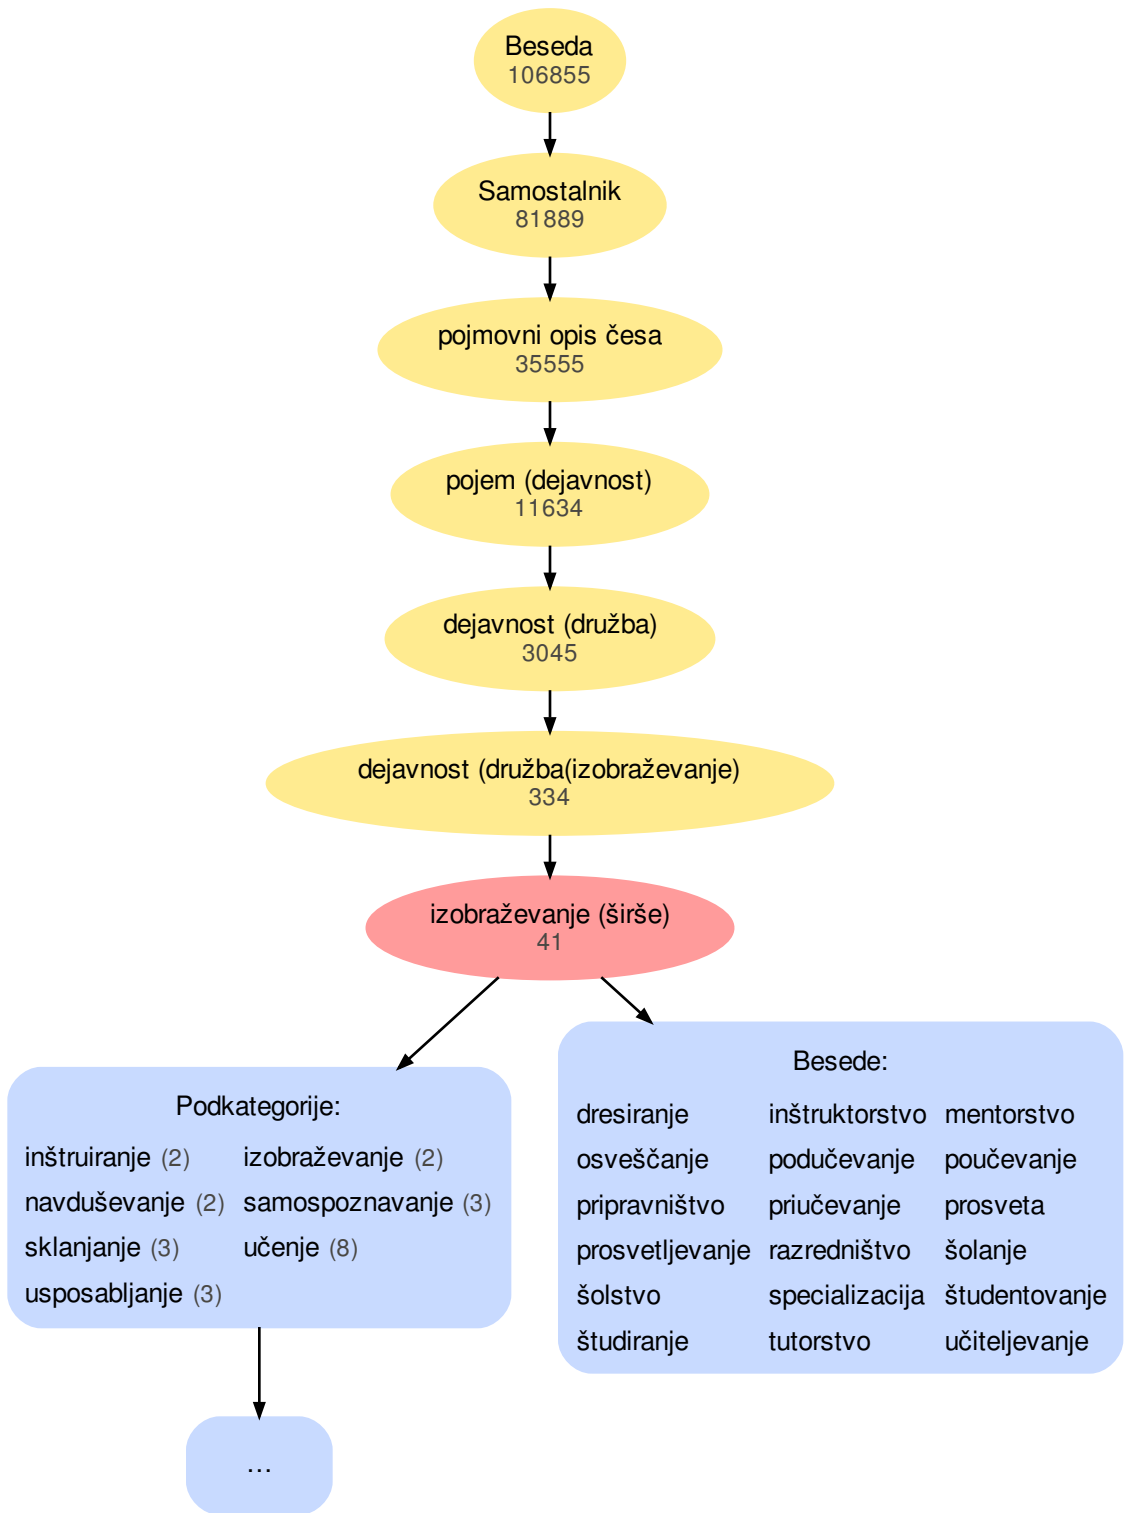 Beseda
106855
Samostalnik
81889
pojmovni opis česa
35555
pojem (dejavnost)
11634
dejavnost (družba)
3045
dejavnost (družba(izobraževanje)
334
izobraževanje (širše)
41
Podkategorije:
inštruiranje (2) izobraževanje (2)
navduševanje (2) samospoznavanje (3)
sklanjanje (3) učenje (8)
usposabljanje (3)
...
Besede:
dresiranje inštruktorstvo mentorstvo
osveščanje podučevanje poučevanje
pripravništvo priučevanje prosveta
prosvetljevanje razredništvo šolanje
šolstvo specializacija študentovanje
študiranje tutorstvo učiteljevanje